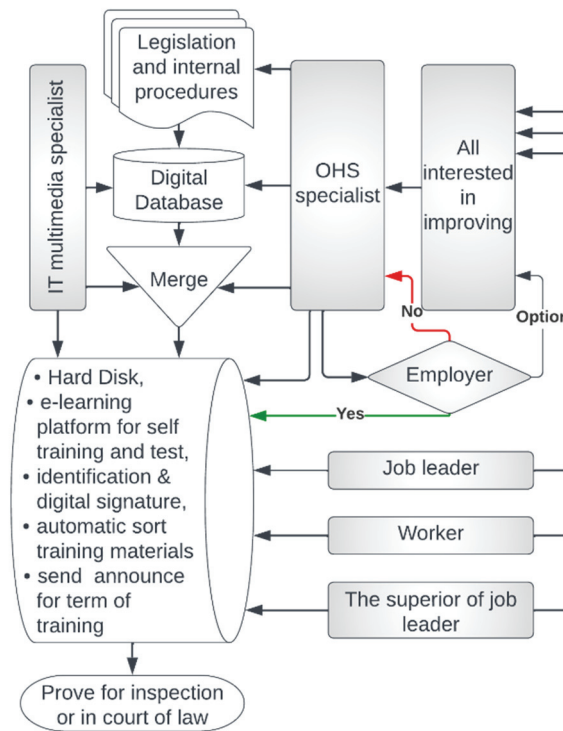 Legislation
and internal
procedures
IT multimedia specialist
Digital
Database
OHS
specialist
All
interested
in
improving
Merge
No
Option
Employer
Yes
• Hard Disk,
• e-learning
platform for self
training and test,
• identification &
digital signature,
• automatic sort
training materials
• send announce
for term of
training
Job leader
Worker
The superior of job
leader
Prove for inspection
or in court of law